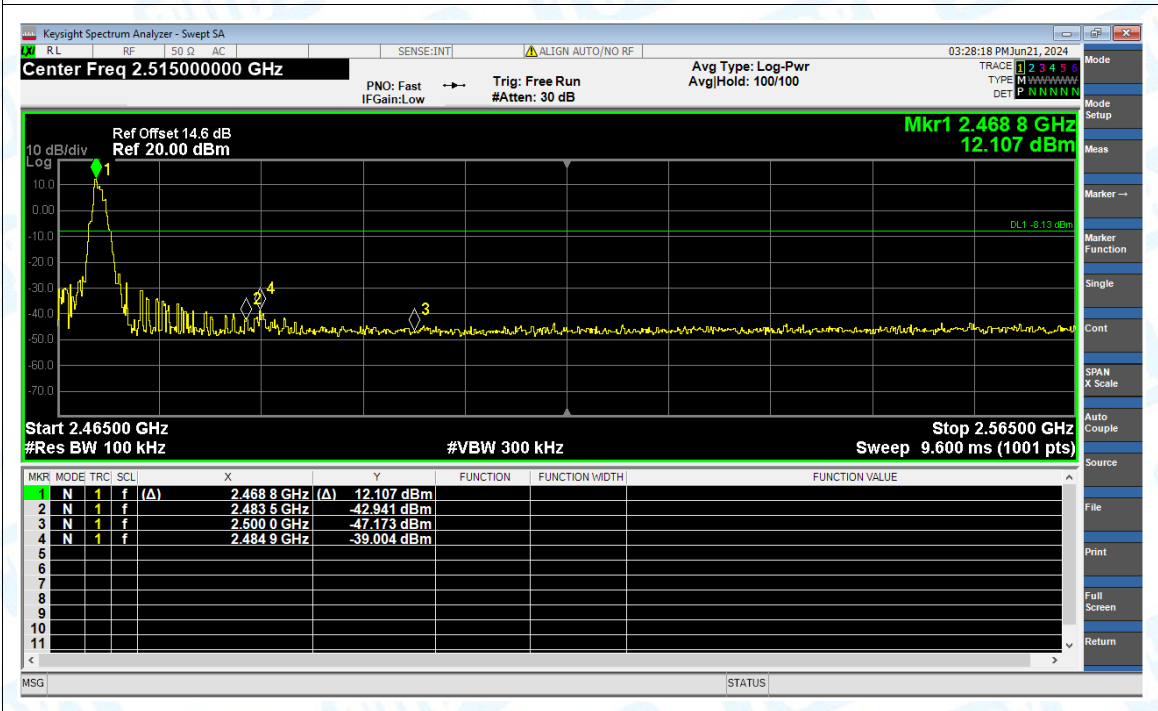 Keysight Spectrum Analyzer - Swept SA
LXI RL RF 50 Ω AC SENSE:INT ALIGN AUTO/NO RF 03:28:18 PM Jun 21, 2024
Center Freq 2.515000000 GHz
PNO: Fast
IFGain:Low
Trig: Free Run
#Atten: 30 dB
Avg Type: Log-Pwr
Avg|Hold: 100/100
TRACE 1 2 3 4 5 6
TYPE M WWWWW
DET P N N N N N
Ref Offset 14.6 dB
Ref 20.00 dBm
10 dB/div
Log
Mkr1 2.468 8 GHz
12.107 dBm
10.0
0.00
-10.0
-20.0
-30.0
-40.0
-50.0
-60.0
-70.0
1
2
4
3
DL1 -8.13 dBm
Start 2.46500 GHz Stop 2.56500 GHz
#Res BW 100 kHz #VBW 300 kHz Sweep 9.600 ms (1001 pts)
MKR MODE TRC SCL X Y FUNCTION FUNCTION WIDTH FUNCTION VALUE
1 N 1 f (Δ) 2.468 8 GHz (Δ) 12.107 dBm
2 N 1 f 2.483 5 GHz -42.941 dBm
3 N 1 f 2.500 0 GHz -47.173 dBm
4 N 1 f 2.484 9 GHz -39.004 dBm
5
6
7
8
9
10
11
MSG STATUS
Mode
Mode
Setup
Meas
Marker →
Marker
Function
Single
Cont
SPAN
X Scale
Auto
Couple
Source
File
Print
Full
Screen
Return